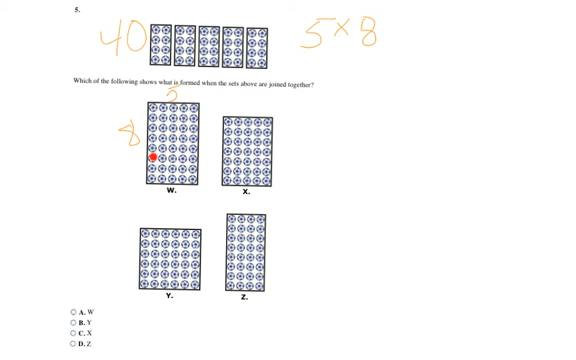 5.
40
5 x 8
Which of the following shows what is formed when the sets above are joined together?
5
8
W.
X.
Y.
Z.
A. W
B. Y
C. X
D. Z